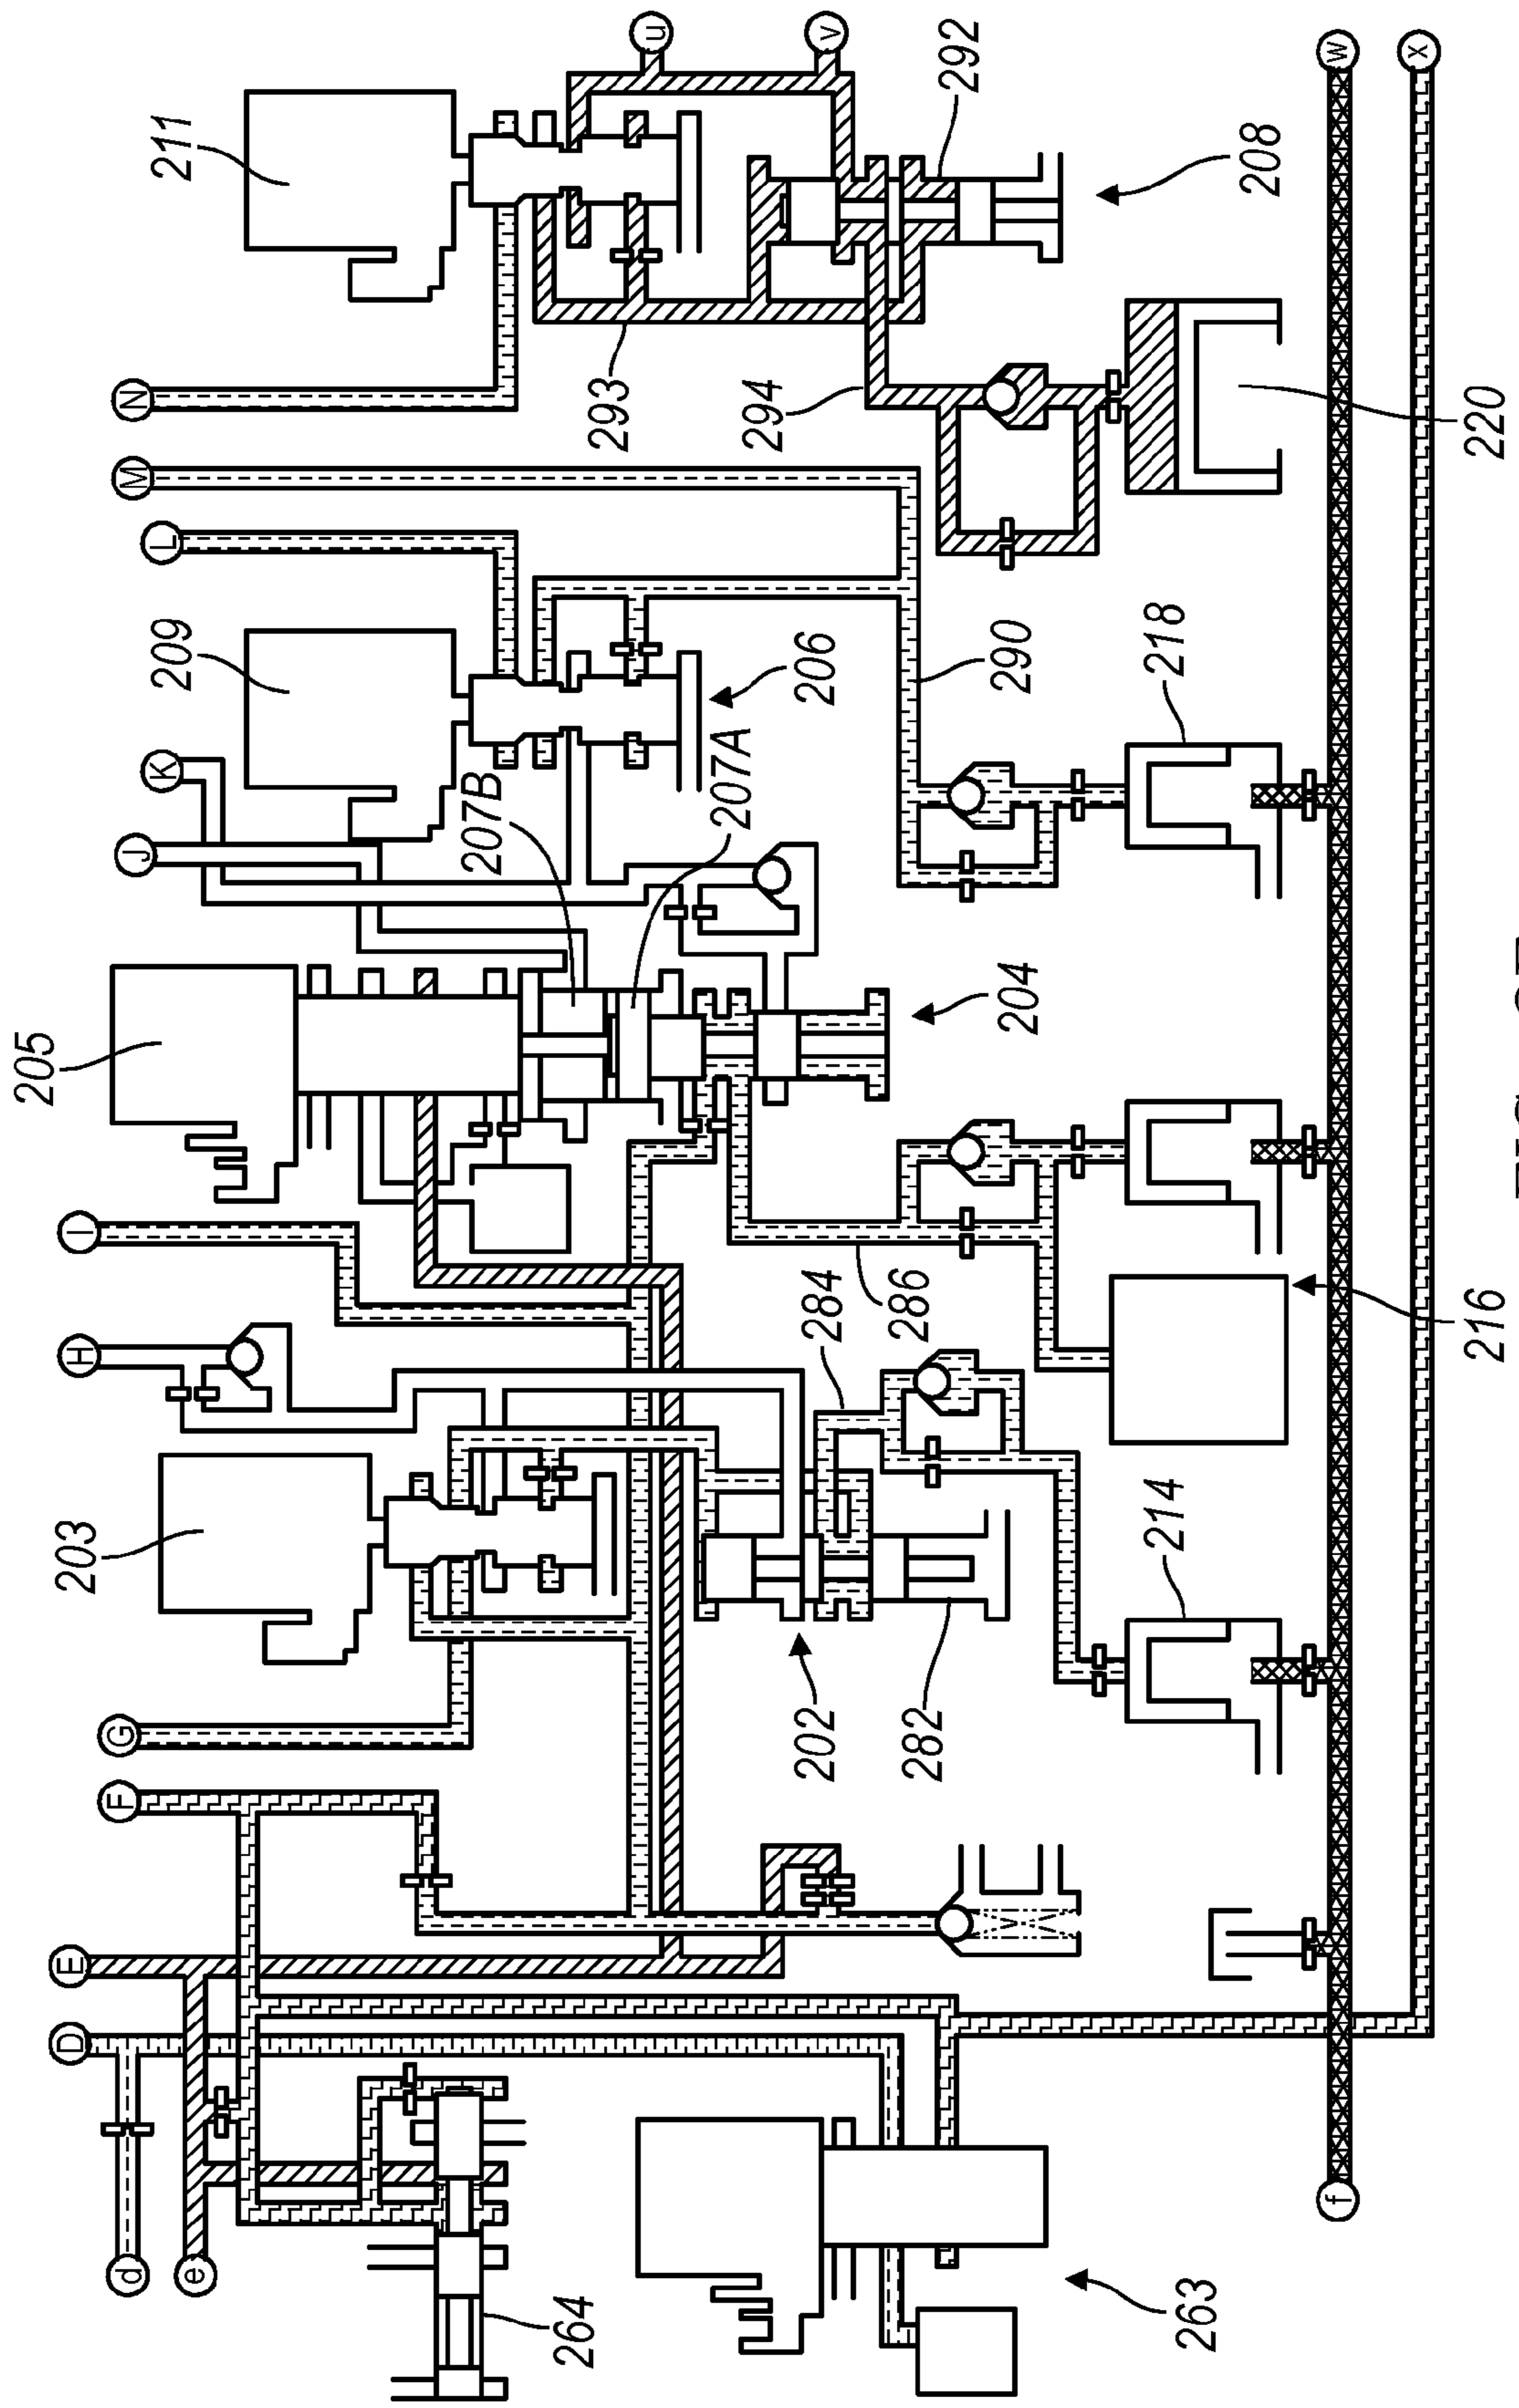 205
D E 203 H I
d F G J M N
K L
209 211
e
207B
264
293
u
207A
294
202 284 206 v
282 286
292
290
204
214 218
263
208
f w
x
216 220